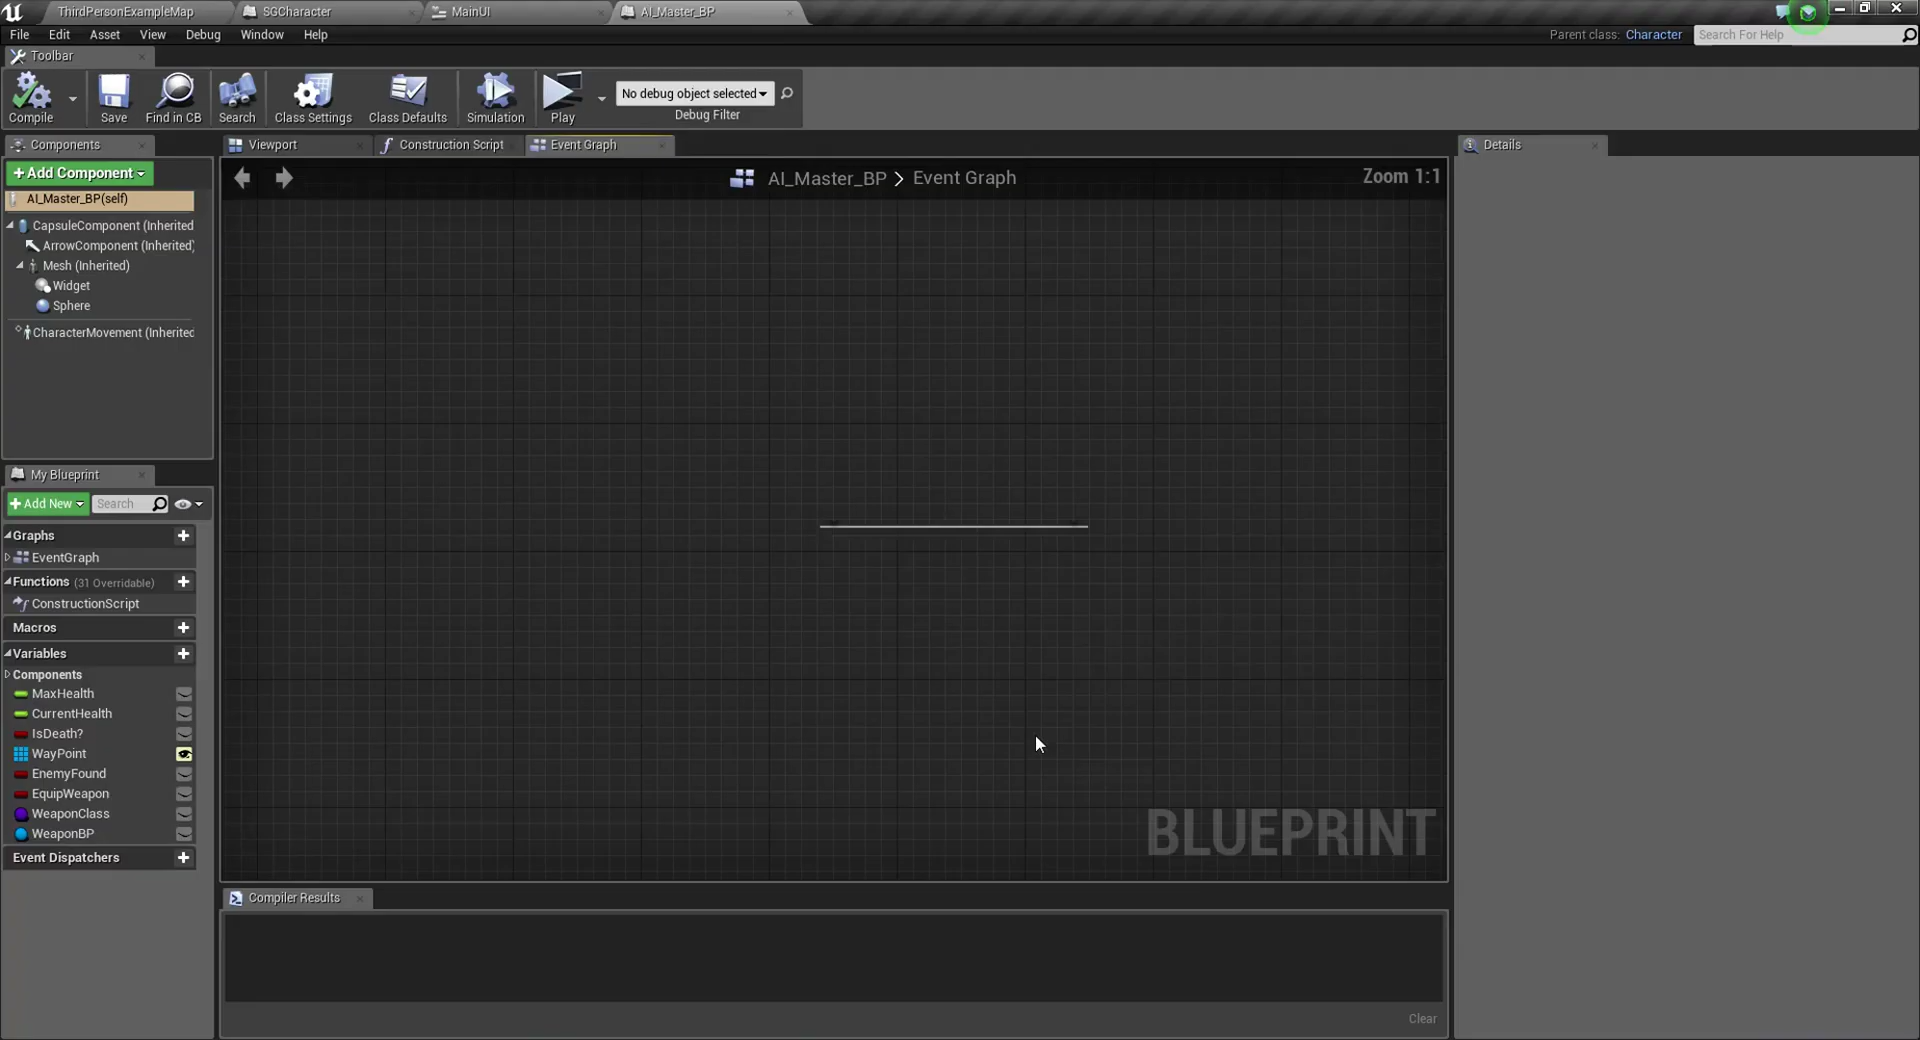 ThirdPersonExampleMap
SGCharacter
MainUI
AI_Master_BP
File Edit Asset View Debug Window Help
Parent class: Character
Search For Help
Toolbar
Compile
Save
Find in CB
Search
Class Settings
Class Defaults
Simulation
Play
No debug object selected
Debug Filter
Components
Viewport
Construction Script
Event Graph
Details
+Add Component
AI_Master_BP > Event Graph
Zoom 1:1
AI_Master_BP(self)
CapsuleComponent (Inherited
ArrowComponent (Inherited)
Mesh (Inherited)
Widget
Sphere
CharacterMovement (Inherited
My Blueprint
+Add New
Search
Graphs
EventGraph
Functions (31 Overridable)
ConstructionScript
Macros
Variables
Components
MaxHealth
CurrentHealth
IsDeath?
WayPoint
EnemyFound
EquipWeapon
WeaponClass
WeaponBP
Event Dispatchers
BLUEPRINT
Compiler Results
Clear